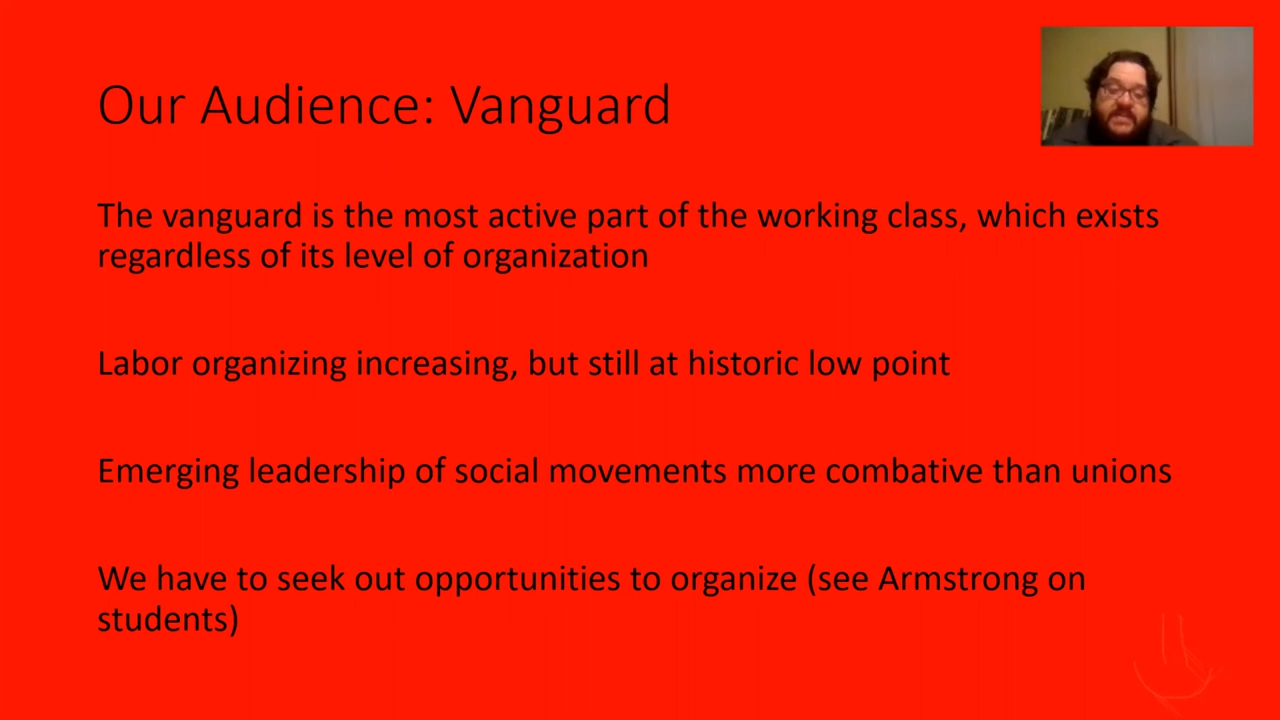 Our Audience: Vanguard
The vanguard is the most active part of the working class, which exists
regardless of its level of organization
Labor organizing increasing, but still at historic low point
Emerging leadership of social movements more combative than unions
We have to seek out opportunities to organize (see Armstrong on
students)